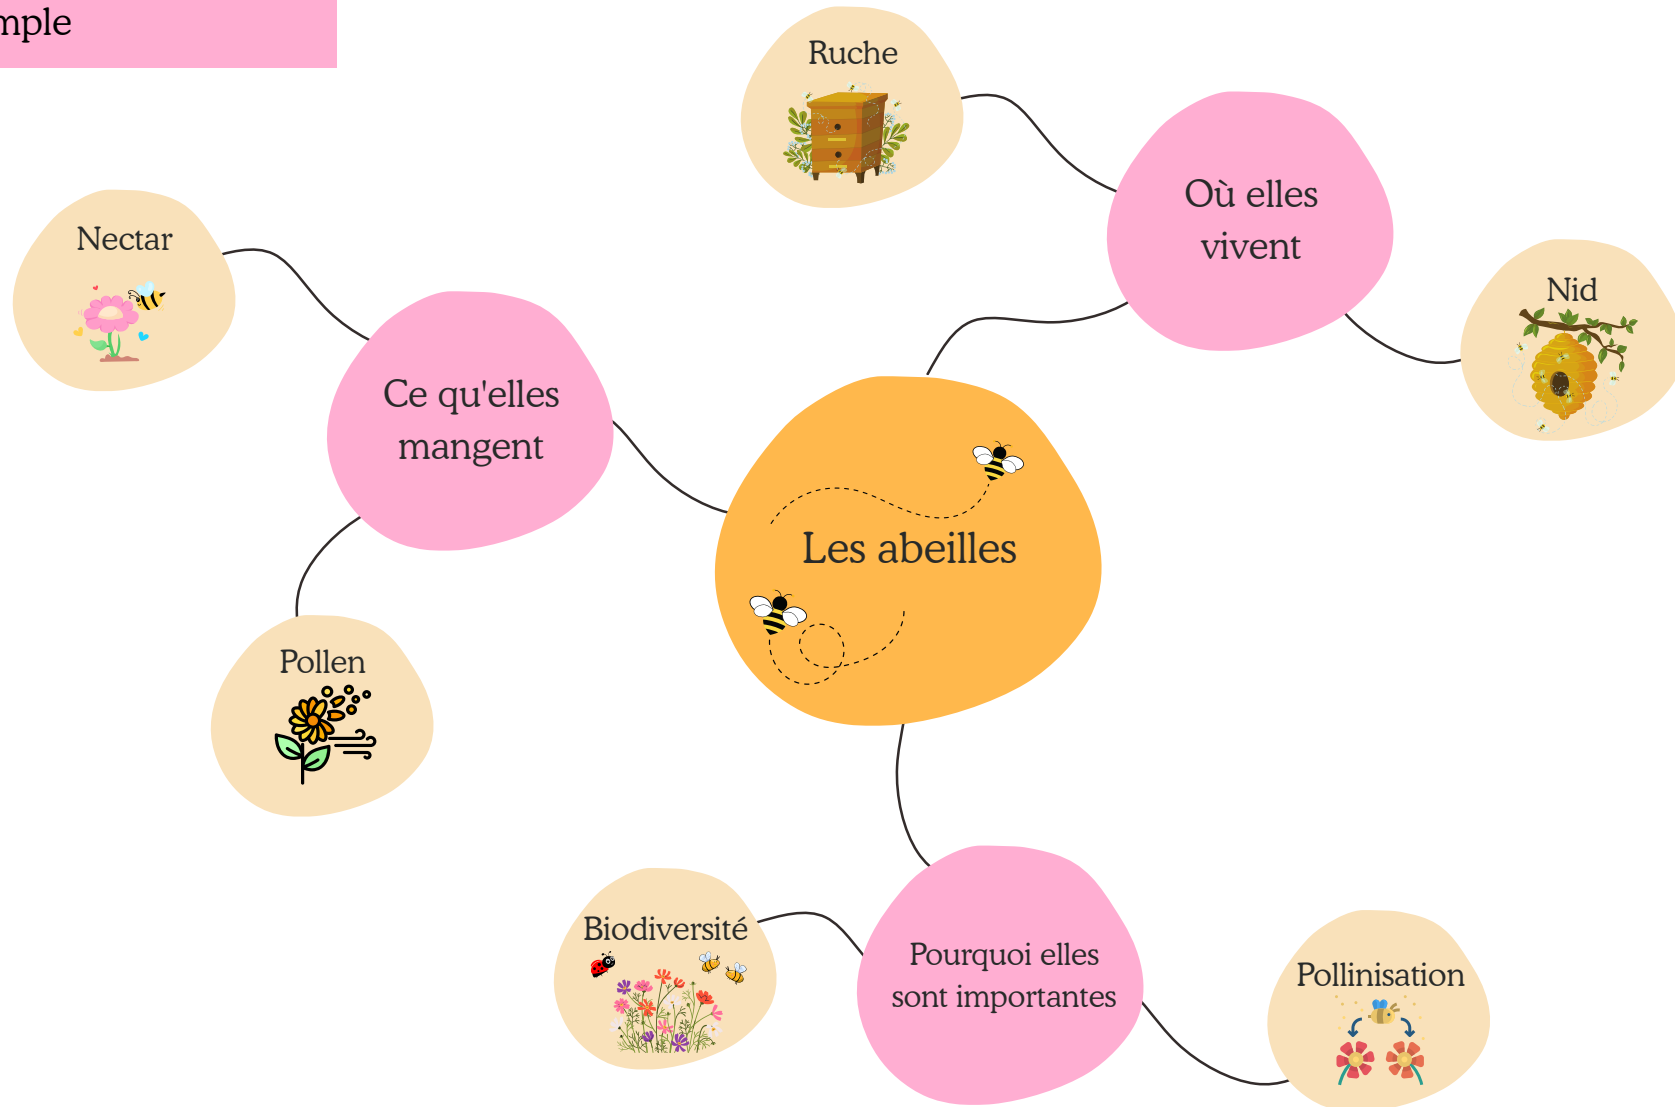 Ruche
Où elles
vivent
Nectar
Nid
Ce qu'elles
mangent
Les abeilles
Pollen
Biodiversité
Pourquoi elles
sont importantes
Pollinisation